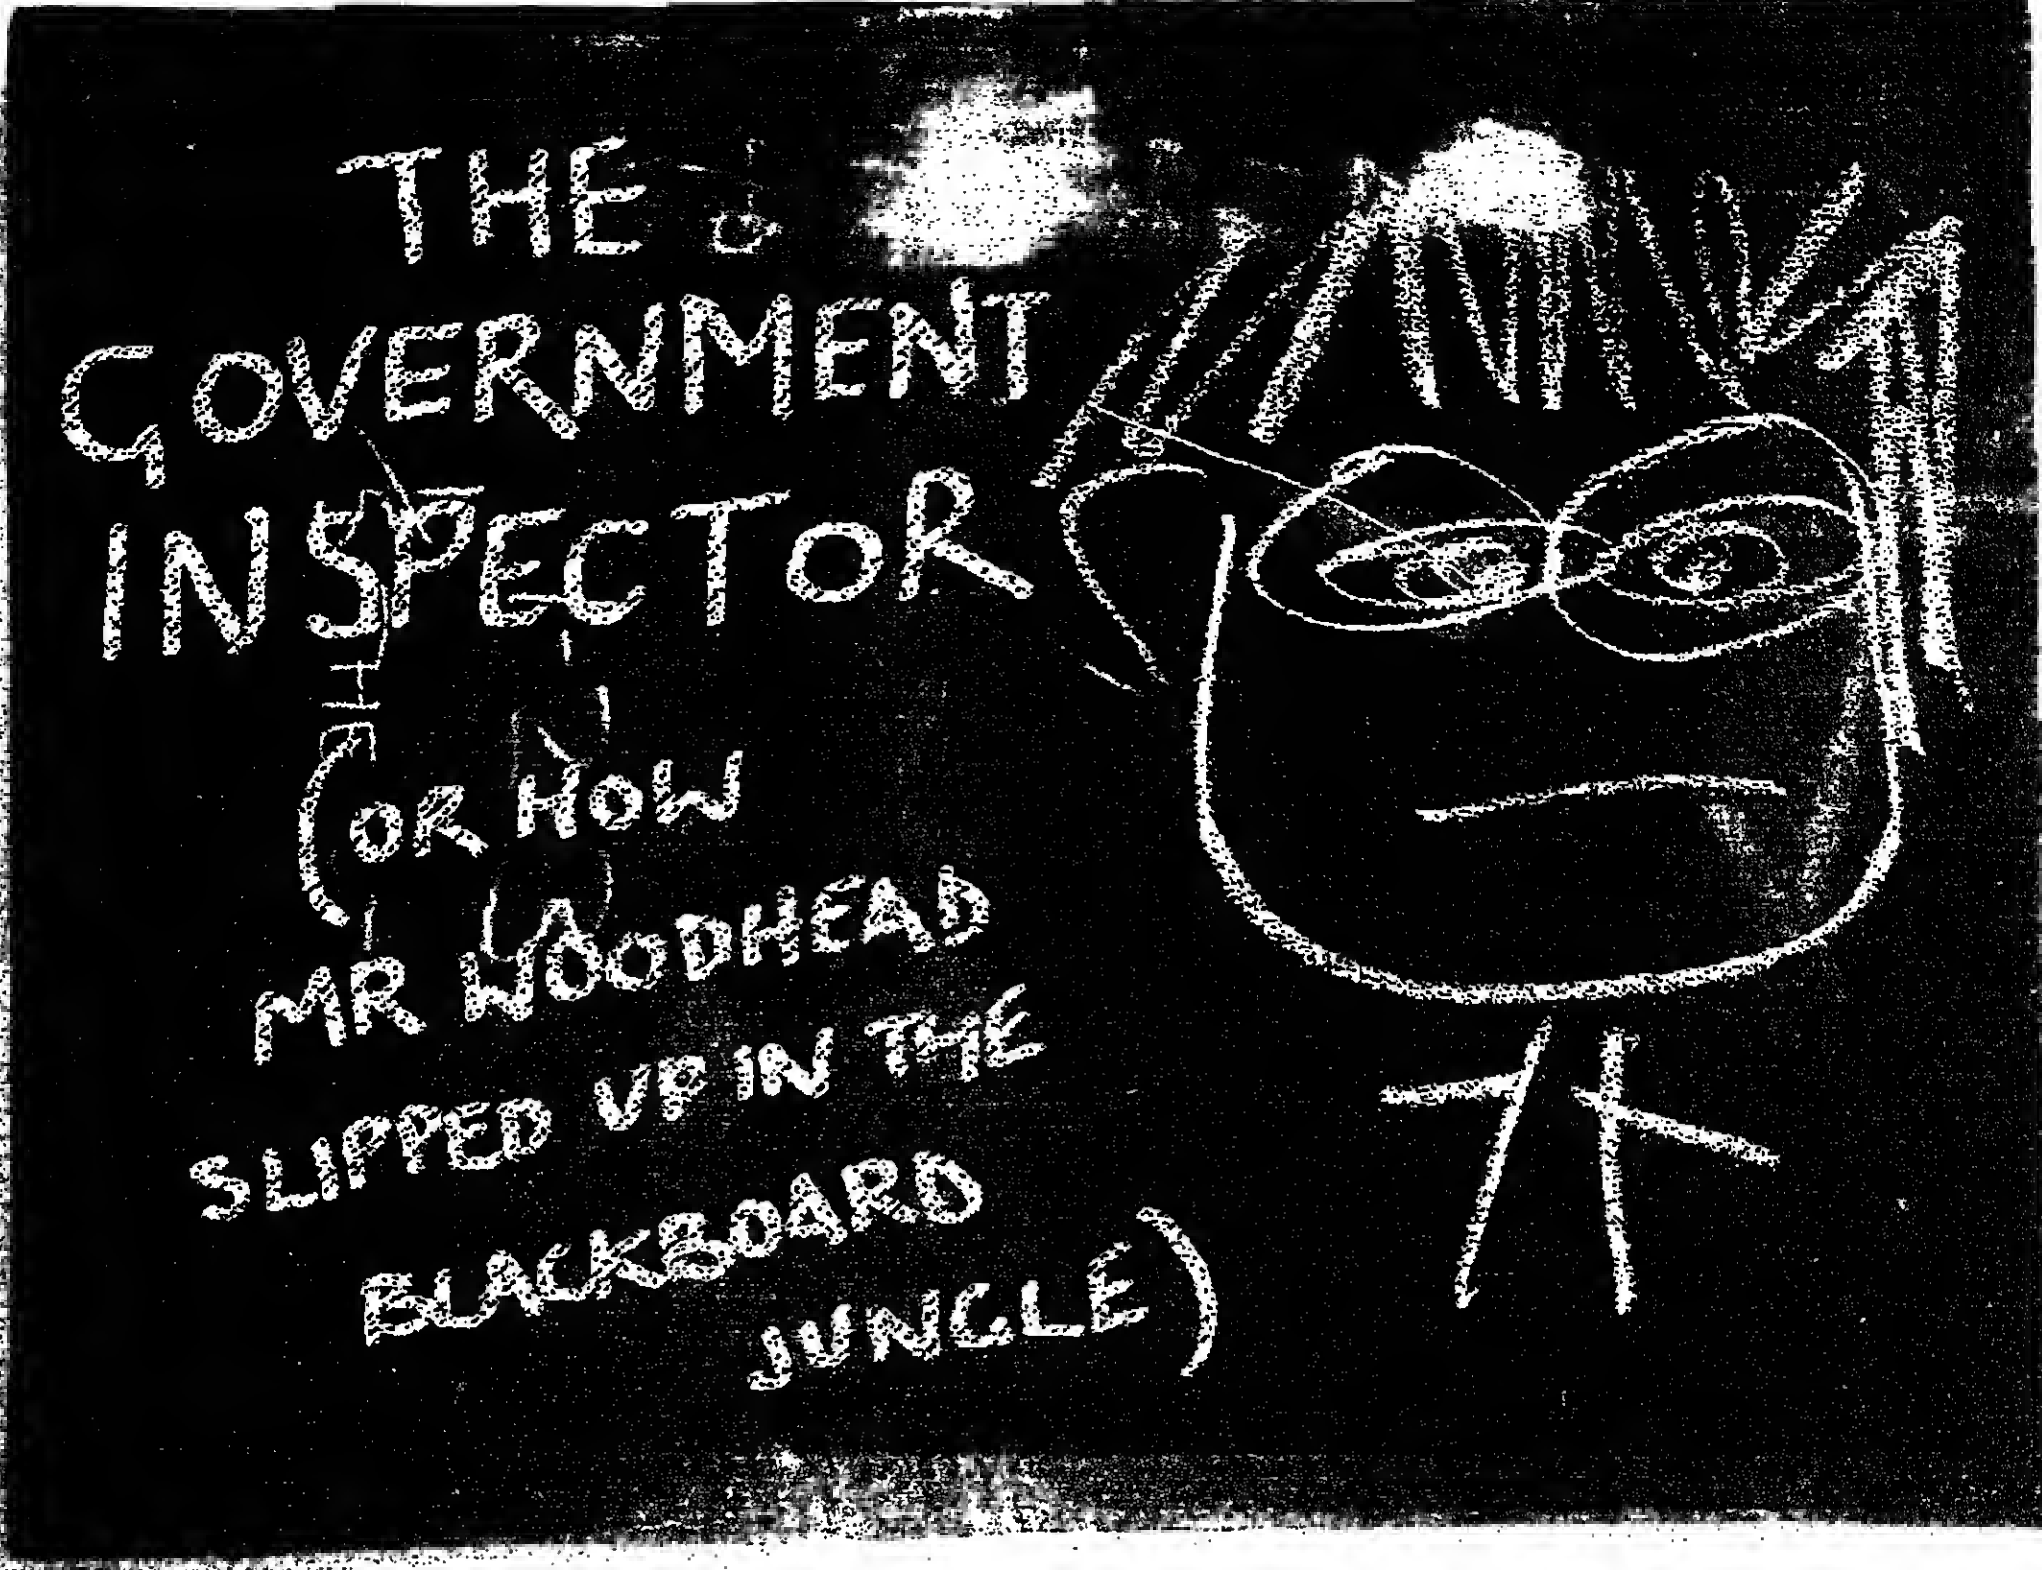 THE
GOVERNMENT
INSPECTOR
(OR HOW
MR WOODHEAD
SLIPPED UP IN THE
BLACKBOARD
JUNGLE)